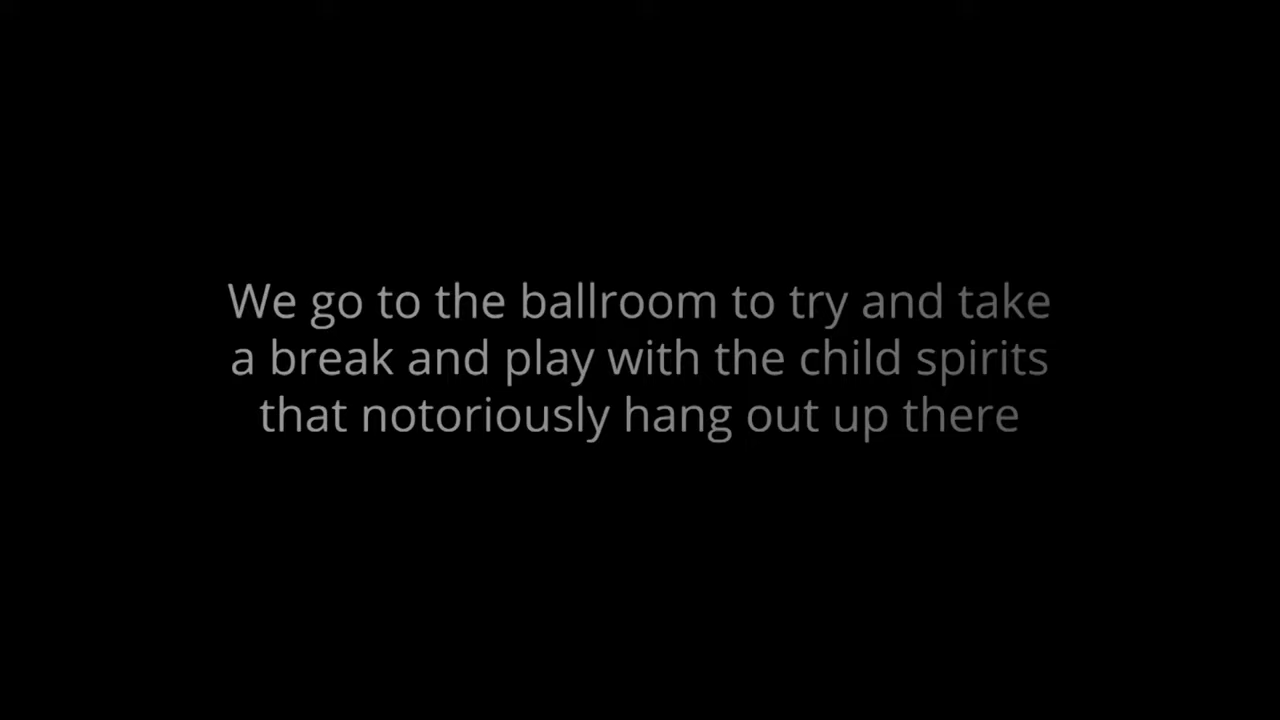 We go to the ballroom to try and take
a break and play with the child spirits
that notoriously hang out up there